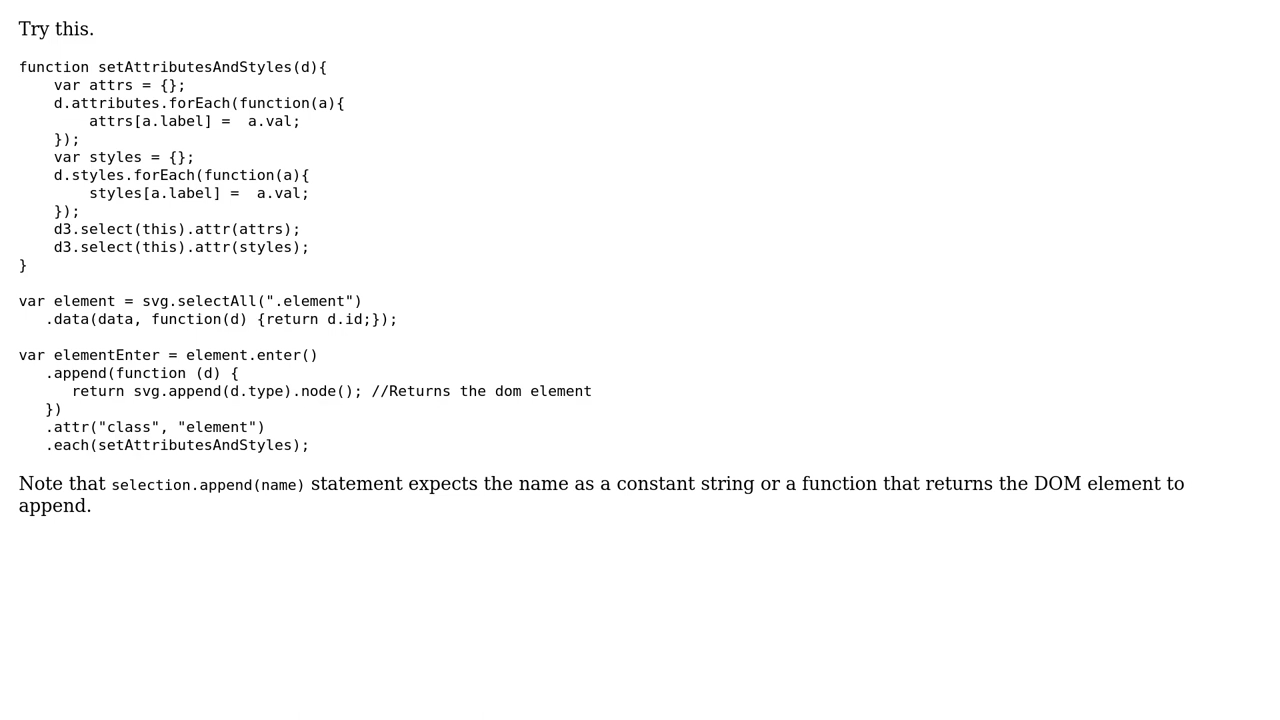 Try this.
function setAttributesAndStyles(d){
    var attrs = {};
    d.attributes.forEach(function(a){
        attrs[a.label] =  a.val;
    });
    var styles = {};
    d.styles.forEach(function(a){
        styles[a.label] =  a.val;
    });
    d3.select(this).attr(attrs);
    d3.select(this).attr(styles);
}
var element = svg.selectAll(".element")
   .data(data, function(d) {return d.id;});
var elementEnter = element.enter()
   .append(function (d) {
      return svg.append(d.type).node(); //Returns the dom element
   })
   .attr("class", "element")
   .each(setAttributesAndStyles);
Note that selection.append(name) statement expects the name as a constant string or a function that returns the DOM element to
append.